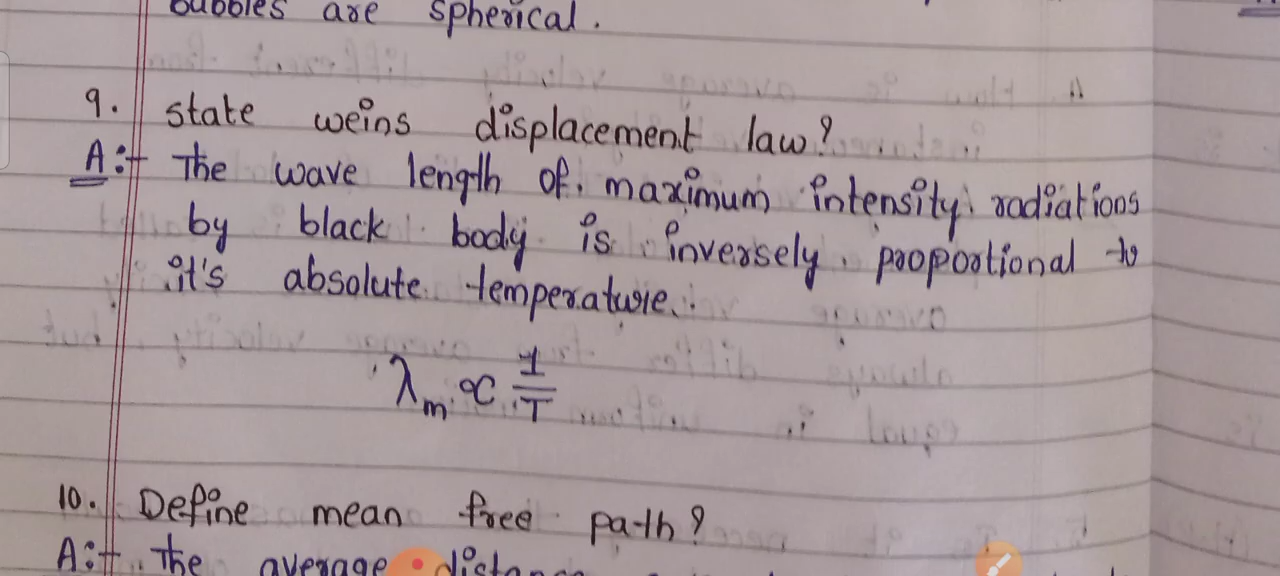 bubbles are spherical.
9. state weins displacement law?
A:- The wave length of maximum intensity radiations
by black body is inversely proportional to
it's absolute temperature.
λm ∝ 1/T
10. Define mean free path?
A:- The average distance